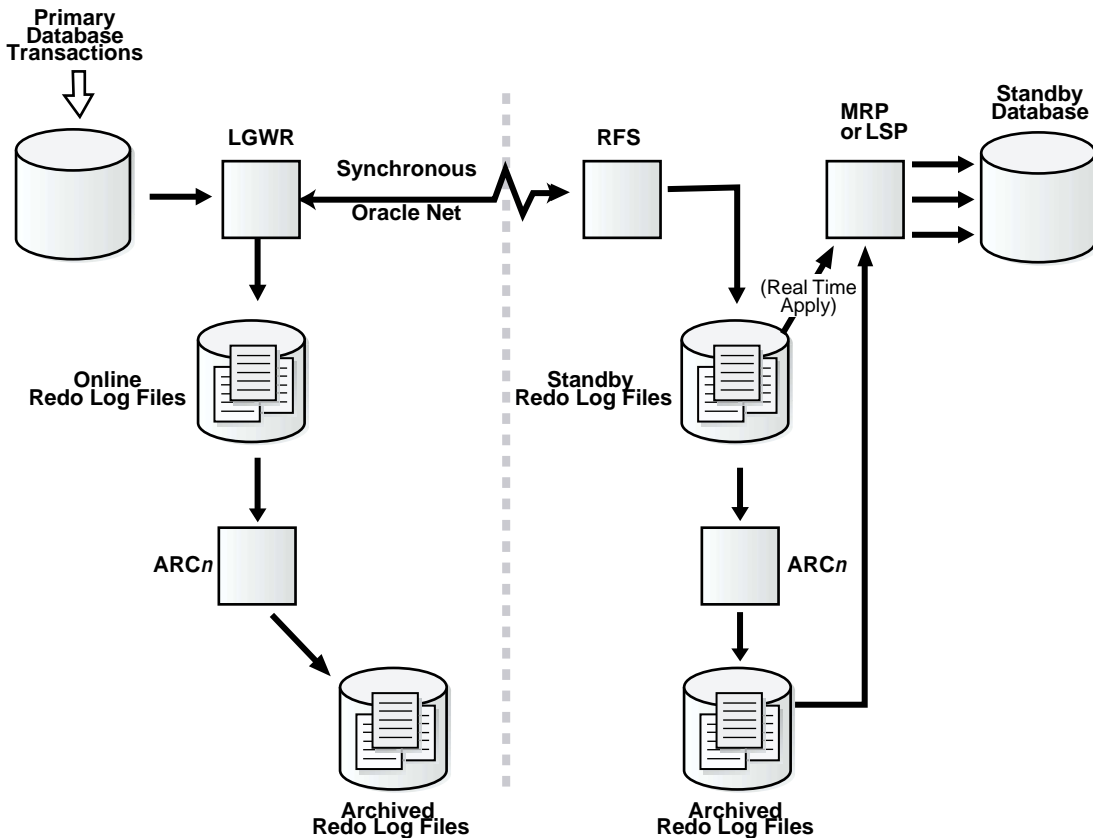 Primary
Database
Transactions
LGWR
Synchronous
Oracle Net
RFS
MRP
or LSP
Standby
Database
(Real Time
Apply)
Online
Redo Log Files
Standby
Redo Log Files
ARCn
ARCn
Archived
Redo Log Files
Archived
Redo Log Files